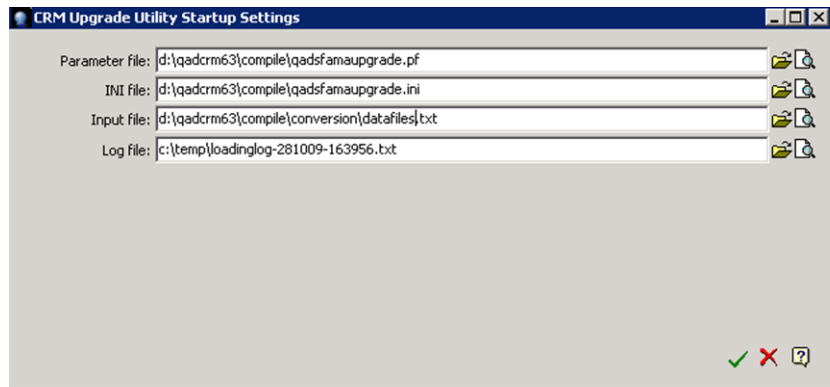 CRM Upgrade Utility Startup Settings
Parameter file: d:\qadcrm63\compile\qadsfamaupgrade.pf
INI file: d:\qadcrm63\compile\qadsfamaupgrade.ini
Input file: d:\qadcrm63\compile\conversion\datafiles.txt
Log file: c:\temp\loadinglog-281009-163956.txt